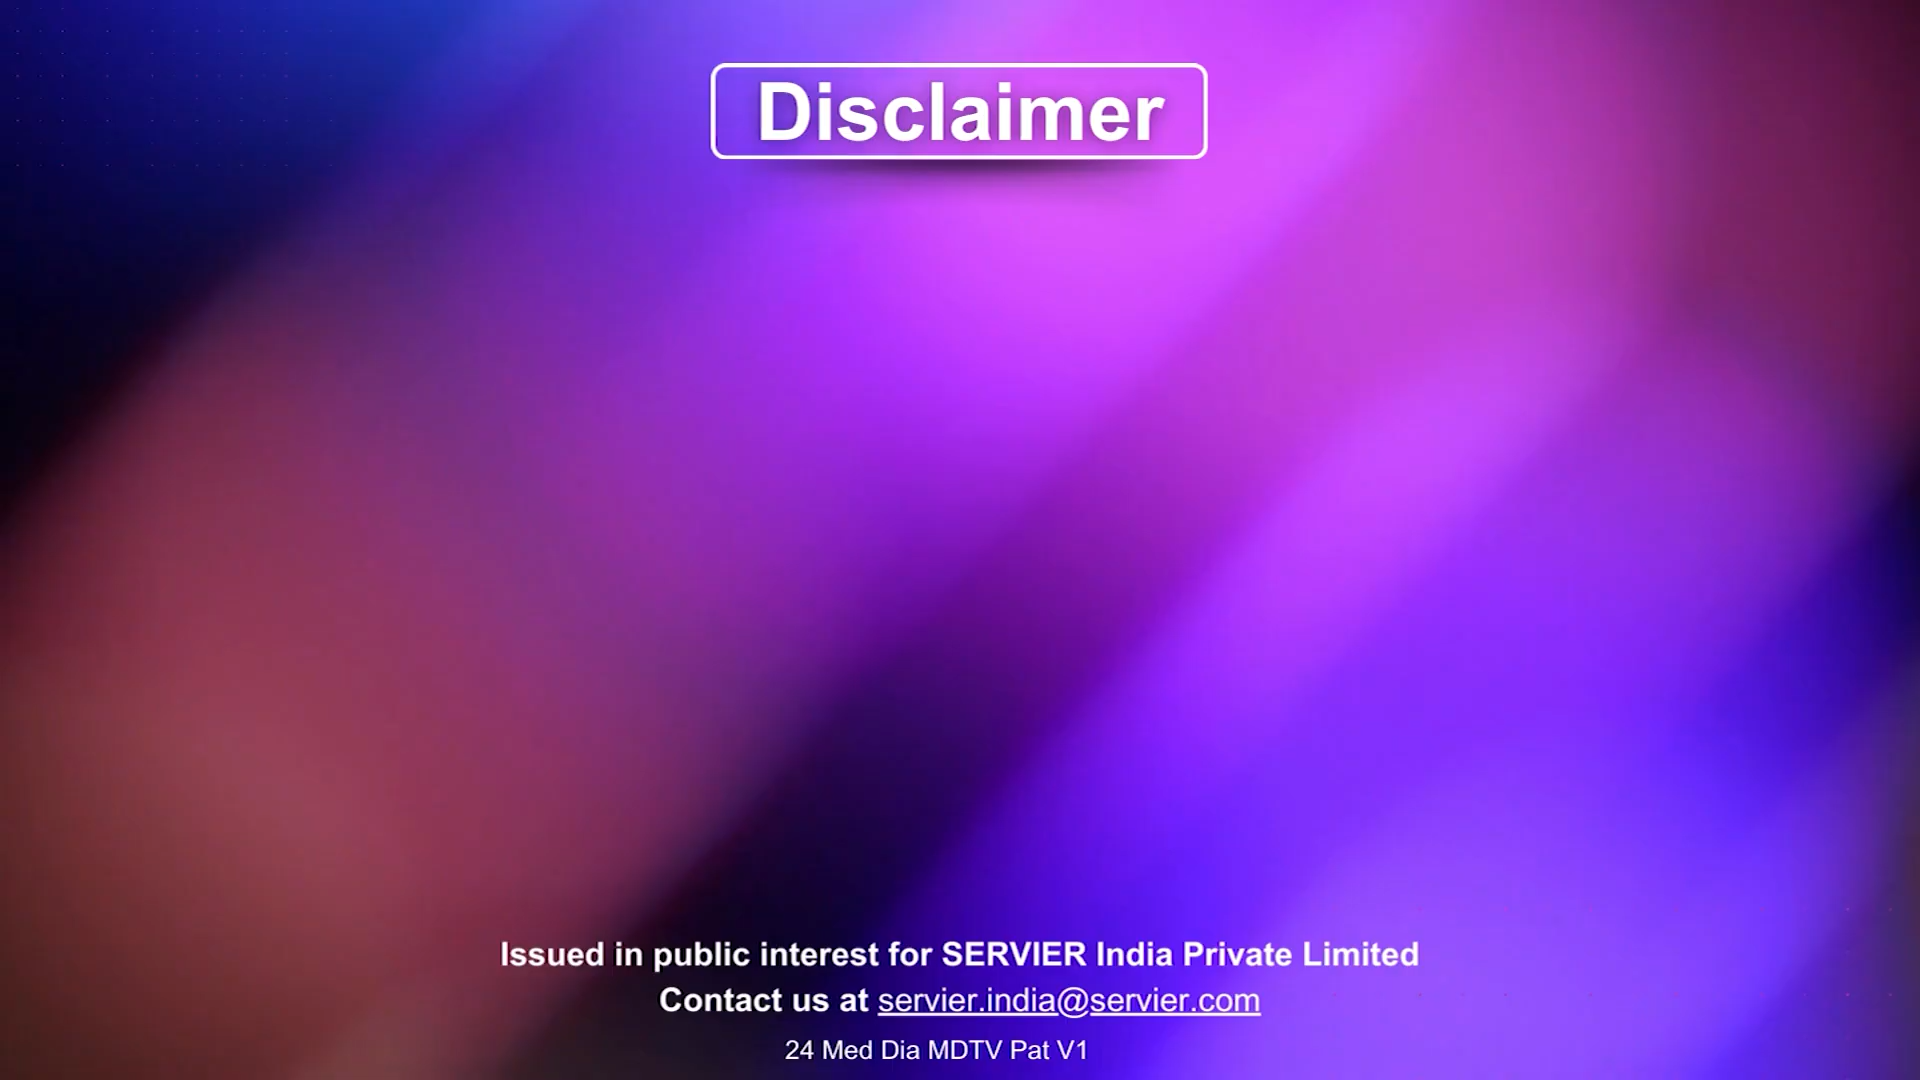 Disclaimer
Issued in public interest for SERVIER India Private Limited
Contact us at servier.india@servier.com
24 Med Dia MDTV Pat V1